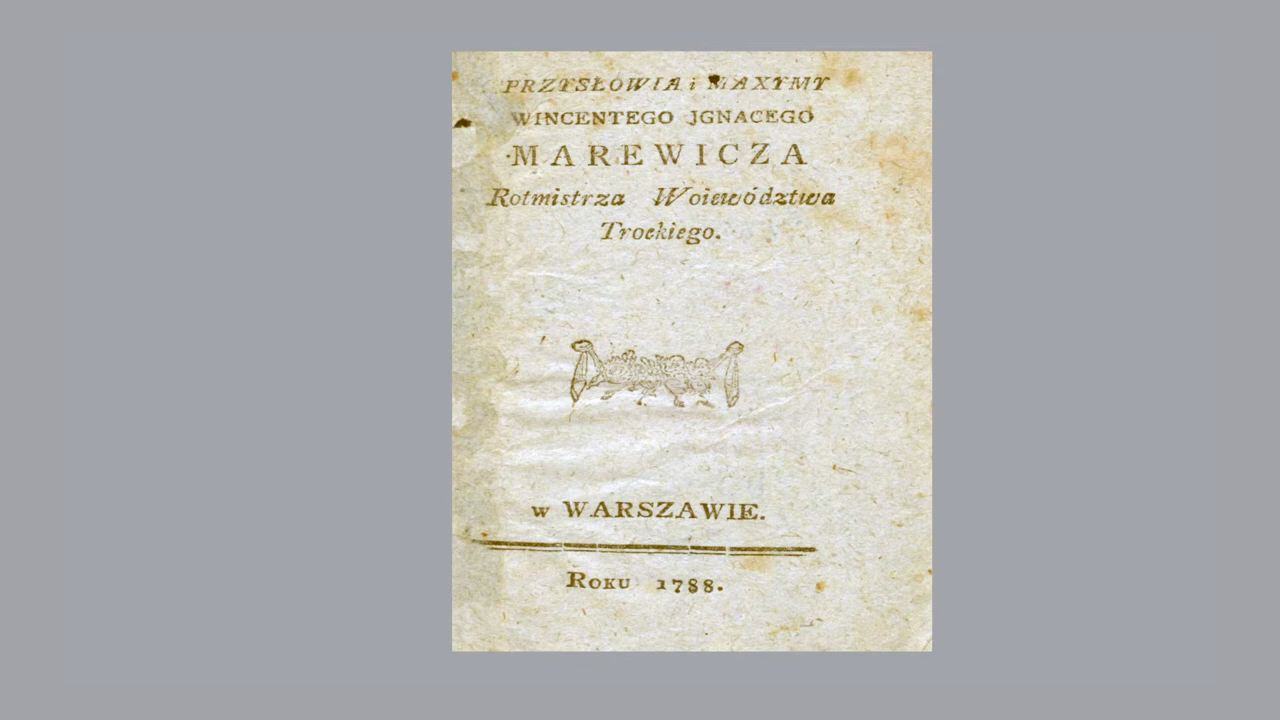 PRZYSŁOWIA i MAXYMY
WINCENTEGO JGNACEGO
MAREWICZA
Rotmistrza Woiewództwa
Trockiego.
w WARSZAWIE.
ROKU 1788.